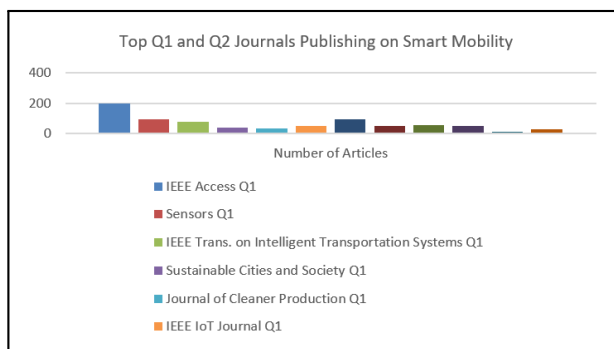 Top Q1 and Q2 Journals Publishing on Smart Mobility
400
200
0
Number of Articles
IEEE Access Q1
Sensors Q1
IEEE Trans. on Intelligent Transportation Systems Q1
Sustainable Cities and Society Q1
Journal of Cleaner Production Q1
IEEE IoT Journal Q1